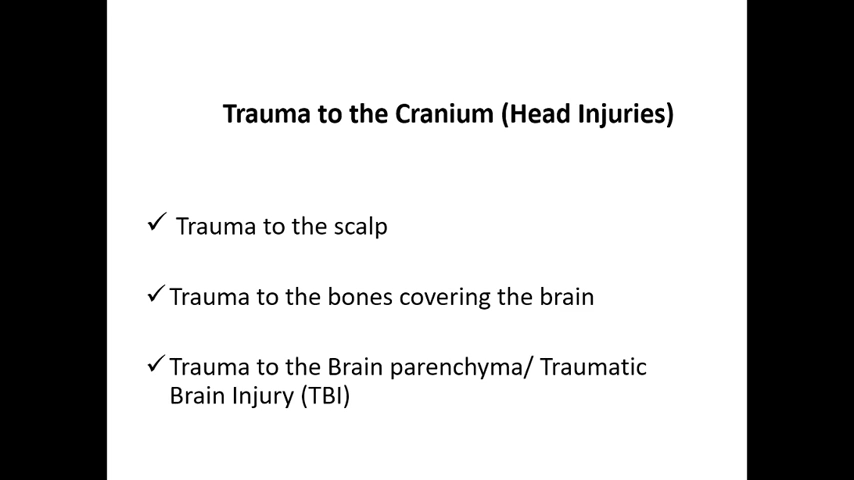 Trauma to the Cranium (Head Injuries)
✓ Trauma to the scalp
✓ Trauma to the bones covering the brain
✓ Trauma to the Brain parenchyma/ Traumatic
Brain Injury (TBI)